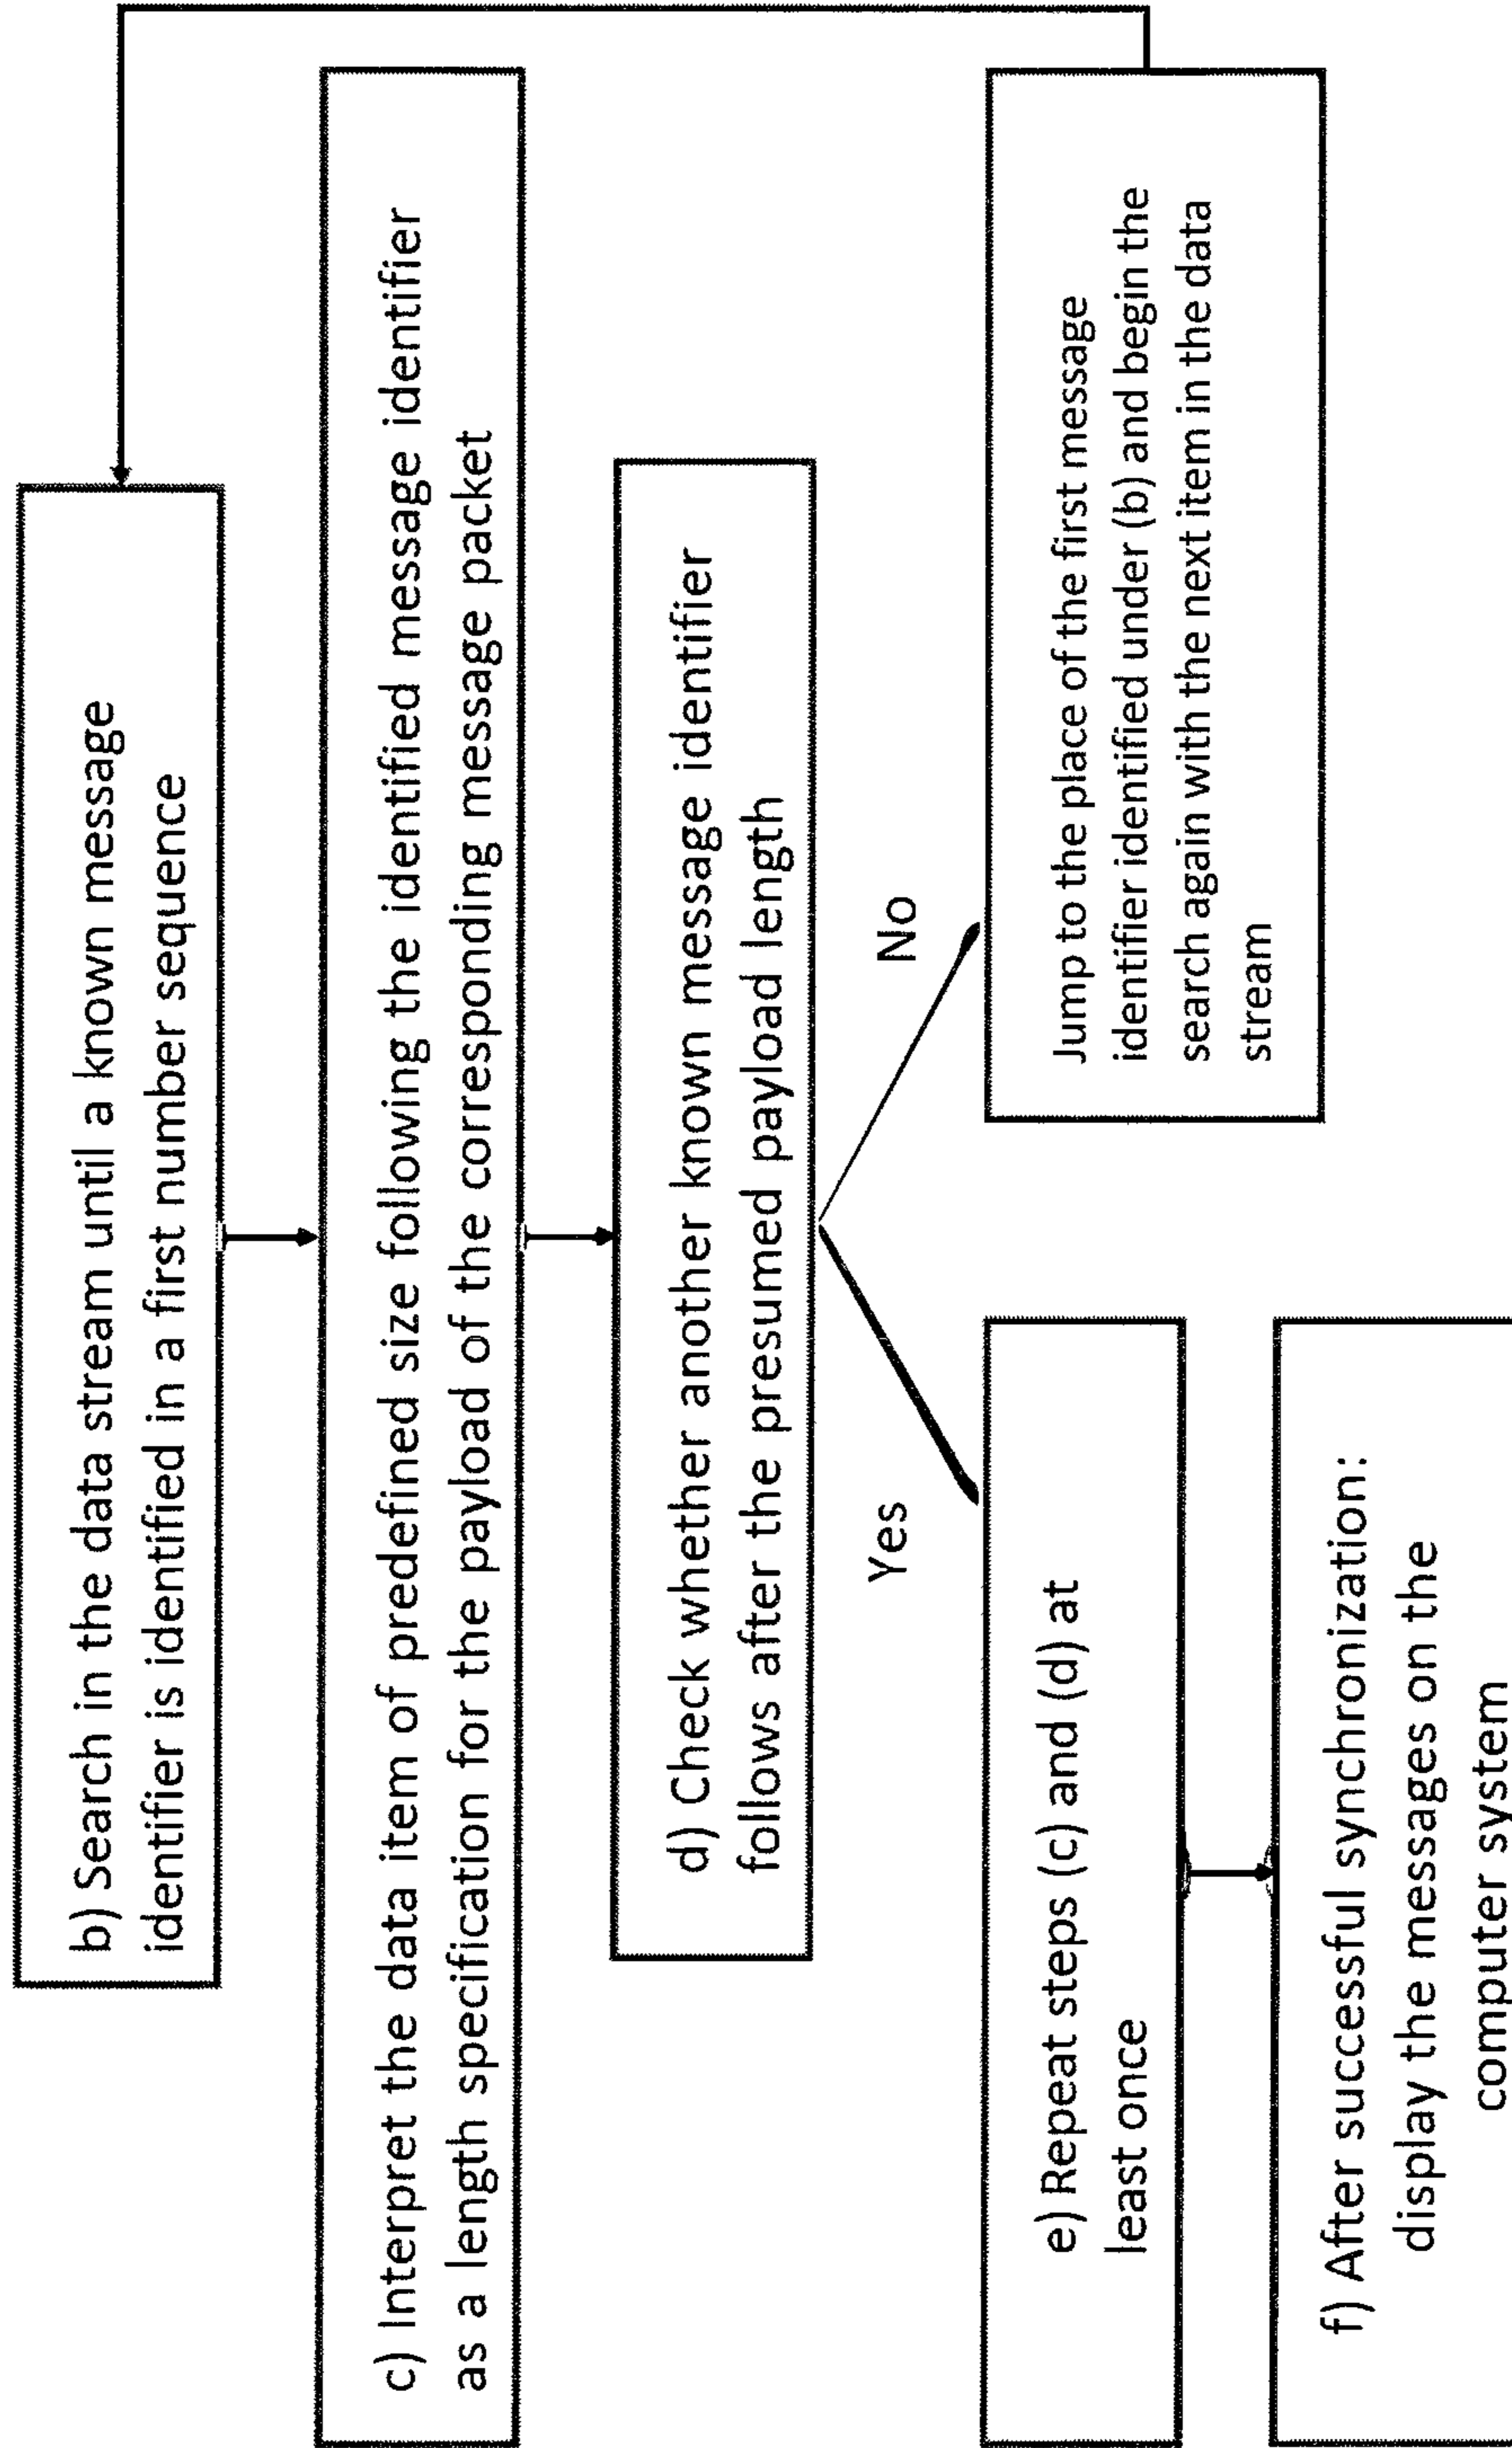 b) Search in the data stream until a known message
identifier is identified in a first number sequence
c) Interpret the data item of predefined size following the identified message identifier
as a length specification for the payload of the corresponding message packet
d) Check whether another known message identifier
follows after the presumed payload length
Yes
No
e) Repeat steps (c) and (d) at
least once
Jump to the place of the first message
identifier identified under (b) and begin the
search again with the next item in the data
stream
f) After successful synchronization:
display the messages on the
computer system